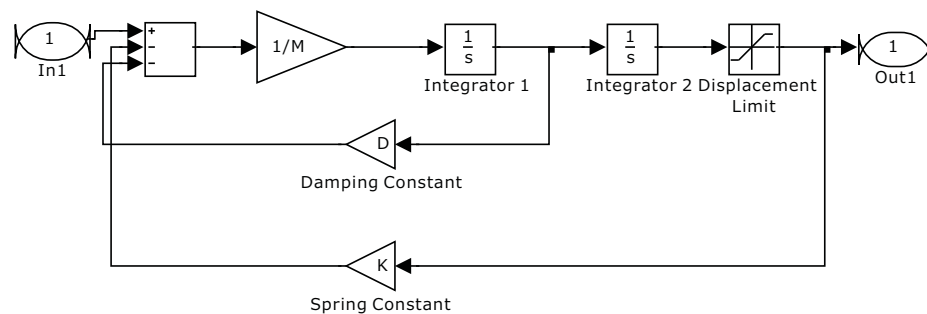 1
In1
+
−
−
1/M
1
s
Integrator 1
1
s
Integrator 2
Displacement
Limit
1
Out1
D
Damping Constant
K
Spring Constant